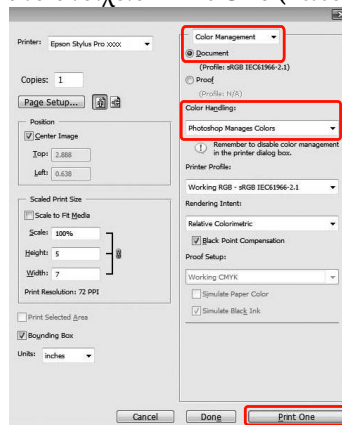 Printer: Epson Stylus Pro xxxx
Copies: 1
Page Setup...
Position
Center Image
Top: 2.888
Left: 0.638
Scaled Print Size
Scale to Fit Media
Scale: 100%
Height: 5
Width: 7
Print Resolution: 72 PPI
Print Selected Area
Bounding Box
Units: inches
Color Management
Document
(Profile: sRGB IEC61966-2.1)
Proof
(Profile: N/A)
Color Handling:
Photoshop Manages Colors
Remember to disable color management
in the printer dialog box.
Printer Profile:
Working RGB - sRGB IEC61966-2.1
Rendering Intent:
Relative Colorimetric
Black Point Compensation
Proof Setup:
Working CMYK
Simulate Paper Color
Simulate Black Ink
Cancel
Done
Print One